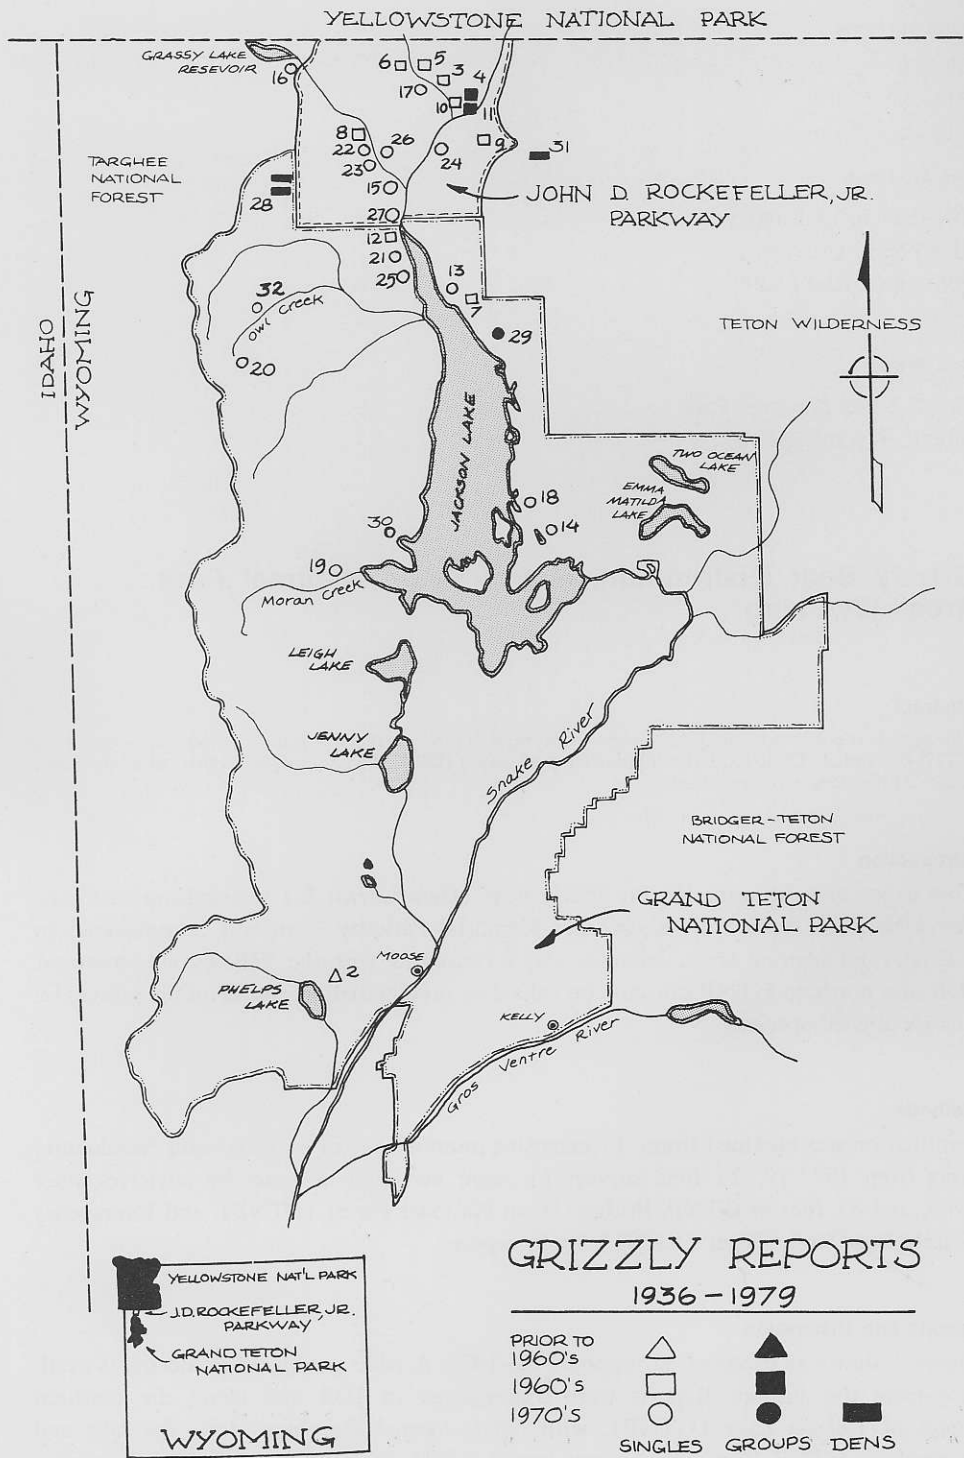 YELLOWSTONE NATIONAL PARK
GRASSY LAKE
RESEVOIR
16
6
5
3
4
17
10
11
8
22
26
23
24
9
31
15
TARGHEE
NATIONAL
FOREST
28
JOHN D. ROCKEFELLER, JR.
PARKWAY
27
12
21
25
13
7
32
Owl Creek
20
29
TETON WILDERNESS
IDAHO
WYOMING
JACKSON LAKE
TWO OCEAN
LAKE
EMMA
MATILDA
LAKE
18
14
30
19
Moran Creek
LEIGH
LAKE
JENNY
LAKE
Snake River
BRIDGER-TETON
NATIONAL FOREST
GRAND TETON
NATIONAL PARK
MOOSE
2
PHELPS
LAKE
KELLY
Gros Ventre River
YELLOWSTONE NAT'L PARK
J.D. ROCKEFELLER, JR.
PARKWAY
GRAND TETON
NATIONAL PARK
WYOMING
GRIZZLY REPORTS
1936-1979
PRIOR TO
1960's
1960's
1970's
SINGLES GROUPS DENS